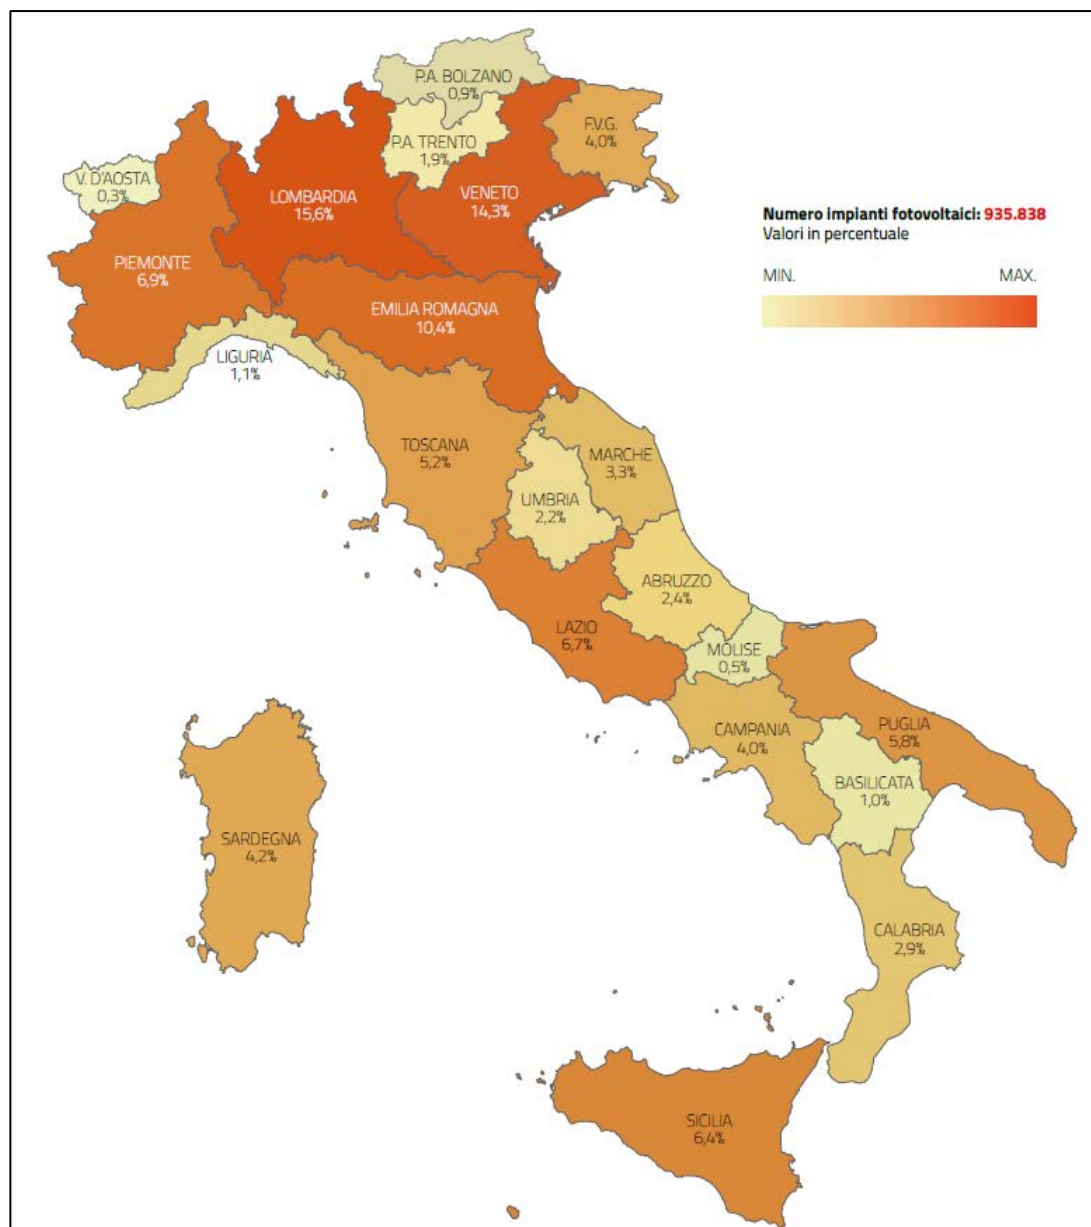 P.A. BOLZANO
0,9%
P.A. TRENTO
1,9%
F.V.G.
4,0%
V. D'AOSTA
0,3%
LOMBARDIA
15,6%
VENETO
14,3%
Numero impianti fotovoltaici: 935.838
Valori in percentuale
MIN. MAX.
PIEMONTE
6,9%
EMILIA ROMAGNA
10,4%
LIGURIA
1,1%
TOSCANA
5,2%
MARCHE
3,3%
UMBRIA
2,2%
ABRUZZO
2,4%
LAZIO
6,7%
MOLISE
0,5%
CAMPANIA
4,0%
PUGLIA
5,8%
BASILICATA
1,0%
SARDEGNA
4,2%
CALABRIA
2,9%
SICILIA
6,4%